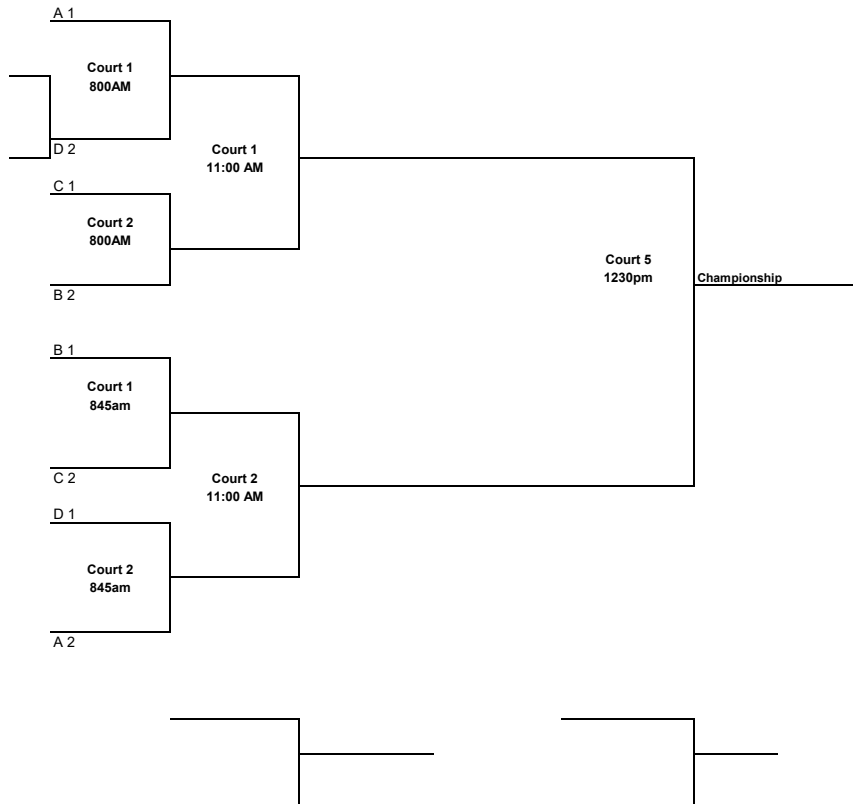 A 1
Court 1
800AM
D 2
Court 1
11:00 AM
C 1
Court 2
800AM
B 2
Court 5
1230pm
Championship
B 1
Court 1
845am
C 2
Court 2
11:00 AM
D 1
Court 2
845am
A 2